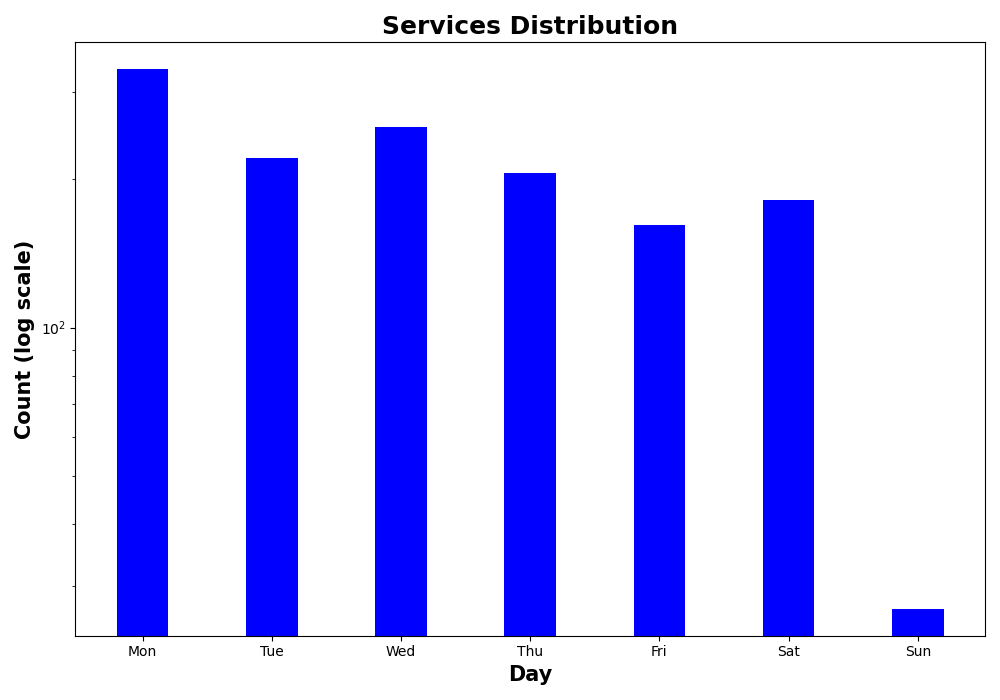 Services Distribution
Count (log scale)
10²
Mon Tue Wed Thu Fri Sat Sun
Day